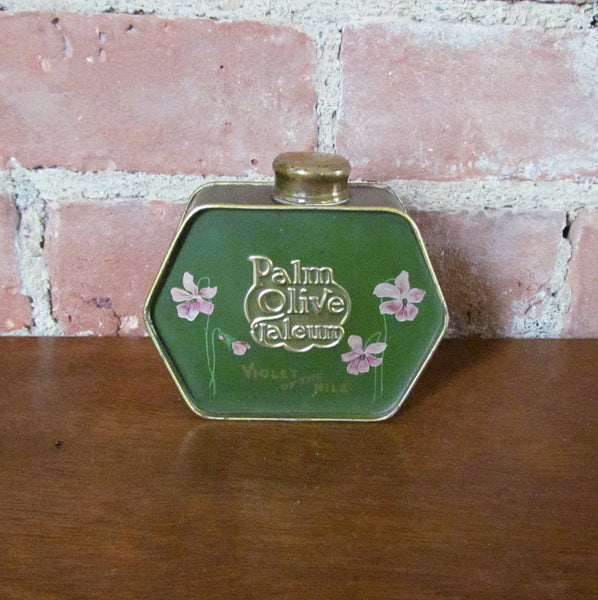 Palm
Olive
Talcum
VIOLET
OF THE NILE